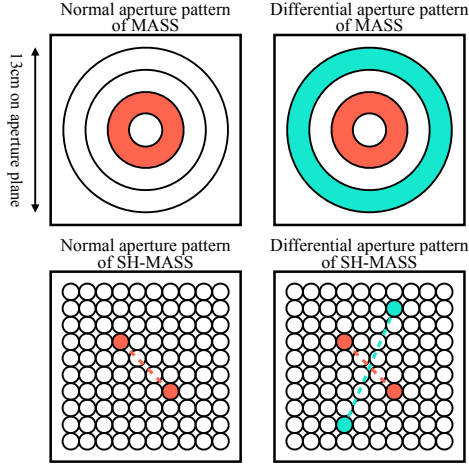 Normal aperture pattern
of MASS
Differential aperture pattern
of MASS
13cm on aperture plane
Normal aperture pattern
of SH-MASS
Differential aperture pattern
of SH-MASS